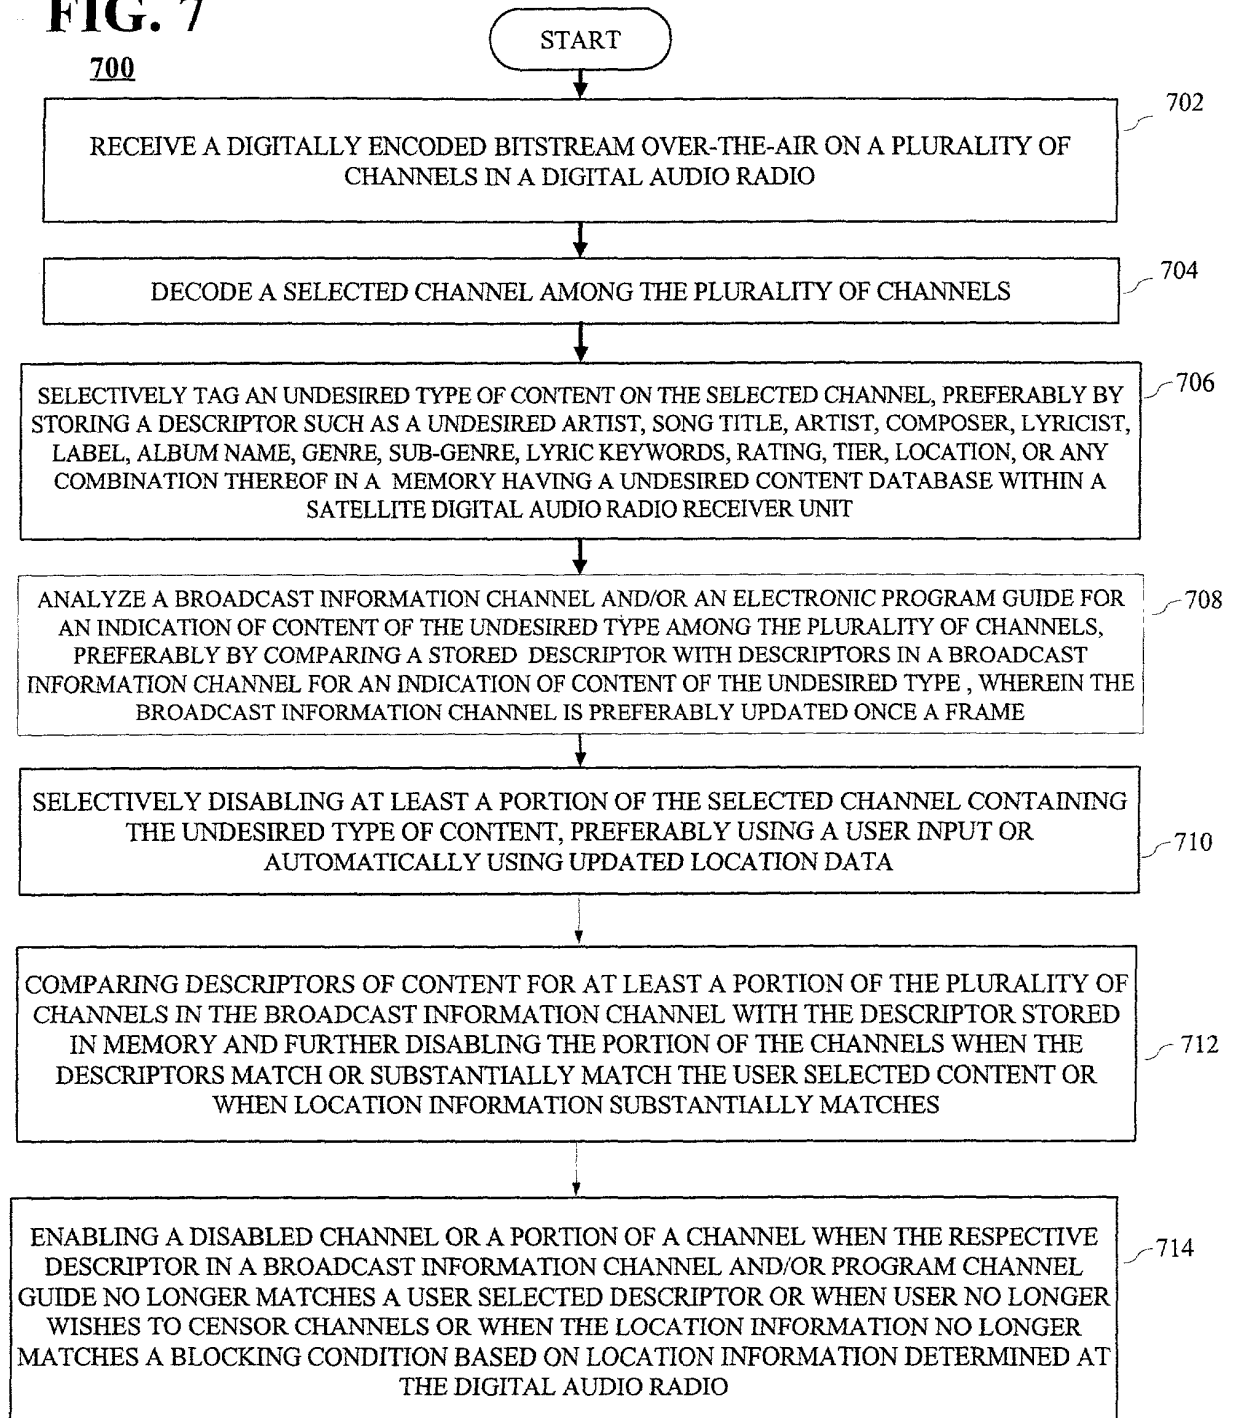 FIG. 7
700
START
702
RECEIVE A DIGITALLY ENCODED BITSTREAM OVER-THE-AIR ON A PLURALITY OF
CHANNELS IN A DIGITAL AUDIO RADIO
704
DECODE A SELECTED CHANNEL AMONG THE PLURALITY OF CHANNELS
706
SELECTIVELY TAG AN UNDESIRED TYPE OF CONTENT ON THE SELECTED CHANNEL, PREFERABLY BY
STORING A DESCRIPTOR SUCH AS A UNDESIRED ARTIST, SONG TITLE, ARTIST, COMPOSER, LYRICIST,
LABEL, ALBUM NAME, GENRE, SUB-GENRE, LYRIC KEYWORDS, RATING, TIER, LOCATION, OR ANY
COMBINATION THEREOF IN A MEMORY HAVING A UNDESIRED CONTENT DATABASE WITHIN A
SATELLITE DIGITAL AUDIO RADIO RECEIVER UNIT
708
ANALYZE A BROADCAST INFORMATION CHANNEL AND/OR AN ELECTRONIC PROGRAM GUIDE FOR
AN INDICATION OF CONTENT OF THE UNDESIRED TYPE AMONG THE PLURALITY OF CHANNELS,
PREFERABLY BY COMPARING A STORED DESCRIPTOR WITH DESCRIPTORS IN A BROADCAST
INFORMATION CHANNEL FOR AN INDICATION OF CONTENT OF THE UNDESIRED TYPE , WHEREIN THE
BROADCAST INFORMATION CHANNEL IS PREFERABLY UPDATED ONCE A FRAME
SELECTIVELY DISABLING AT LEAST A PORTION OF THE SELECTED CHANNEL CONTAINING
THE UNDESIRED TYPE OF CONTENT, PREFERABLY USING A USER INPUT OR
AUTOMATICALLY USING UPDATED LOCATION DATA
710
COMPARING DESCRIPTORS OF CONTENT FOR AT LEAST A PORTION OF THE PLURALITY OF
CHANNELS IN THE BROADCAST INFORMATION CHANNEL WITH THE DESCRIPTOR STORED
IN MEMORY AND FURTHER DISABLING THE PORTION OF THE CHANNELS WHEN THE
DESCRIPTORS MATCH OR SUBSTANTIALLY MATCH THE USER SELECTED CONTENT OR
WHEN LOCATION INFORMATION SUBSTANTIALLY MATCHES
712
ENABLING A DISABLED CHANNEL OR A PORTION OF A CHANNEL WHEN THE RESPECTIVE
DESCRIPTOR IN A BROADCAST INFORMATION CHANNEL AND/OR PROGRAM CHANNEL
GUIDE NO LONGER MATCHES A USER SELECTED DESCRIPTOR OR WHEN USER NO LONGER
WISHES TO CENSOR CHANNELS OR WHEN THE LOCATION INFORMATION NO LONGER
MATCHES A BLOCKING CONDITION BASED ON LOCATION INFORMATION DETERMINED AT
THE DIGITAL AUDIO RADIO
714